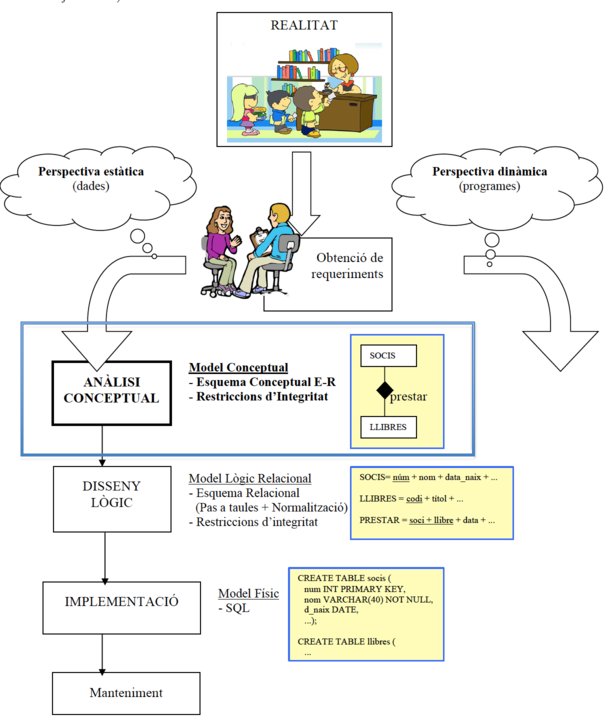 REALITAT
Perspectiva estàtica
(dades)
Perspectiva dinàmica
(programes)
Obtenció de
requeriments
ANÀLISI
CONCEPTUAL
Model Conceptual
- Esquema Conceptual E-R
- Restriccions d'Integritat
SOCIS
prestar
LLIBRES
DISSENY
LÒGIC
Model Lògic Relacional
- Esquema Relacional
(Pas a taules + Normalització)
- Restriccions d'integritat
SOCIS= núm + nom + data_naix + ...
LLIBRES = codi + títol + ...
PRESTAR = soci + llibre + data + ...
IMPLEMENTACIÓ
Model Físic
- SQL
CREATE TABLE socis (
num INT PRIMARY KEY,
nom VARCHAR(40) NOT NULL,
d_naix DATE,
...);
CREATE TABLE llibres (
...
Manteniment